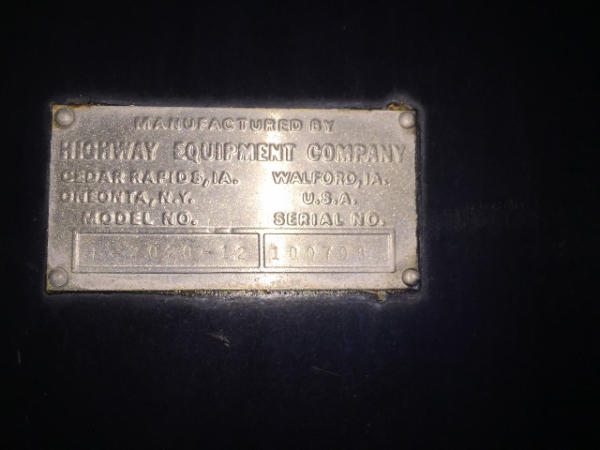 MANUFACTURED BY
HIGHWAY EQUIPMENT COMPANY
CEDAR RAPIDS, IA. WALFORD, IA.
ONEONTA, N.Y. U.S.A.
MODEL NO. SERIAL NO.